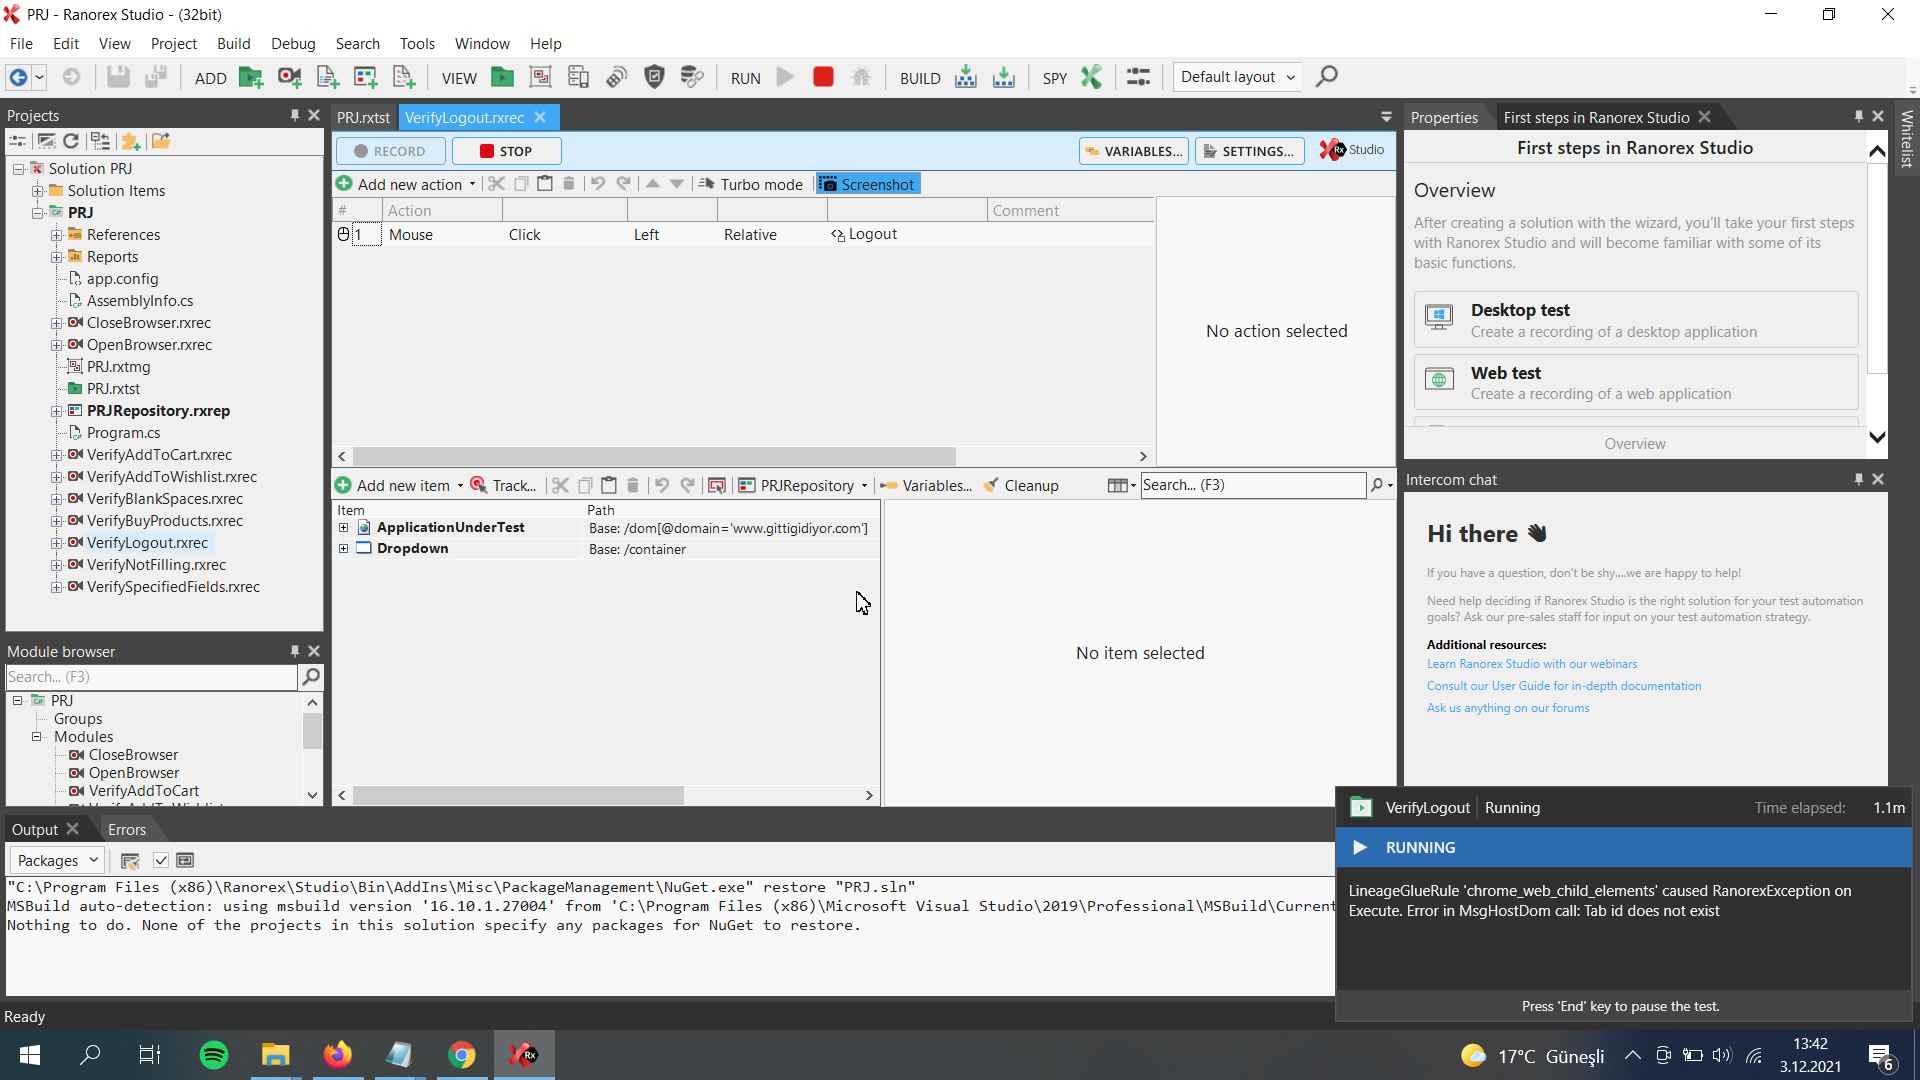 PRJ - Ranorex Studio - (32bit)
File Edit View Project Build Debug Search Tools Window Help
ADD VIEW RUN BUILD SPY Default layout
Projects
Solution PRJ
Solution Items
PRJ
References
Reports
app.config
AssemblyInfo.cs
CloseBrowser.rxrec
OpenBrowser.rxrec
PRJ.rxtmg
PRJ.rxtst
PRJRepository.rxrep
Program.cs
VerifyAddToCart.rxrec
VerifyAddToWishlist.rxrec
VerifyBlankSpaces.rxrec
VerifyBuyProducts.rxrec
VerifyLogout.rxrec
VerifyNotFilling.rxrec
VerifySpecifiedFields.rxrec
Module browser
Search... (F3)
PRJ
Groups
Modules
CloseBrowser
OpenBrowser
VerifyAddToCart
PRJ.rxtst VerifyLogout.rxrec
RECORD STOP VARIABLES... SETTINGS... Rx Studio
Add new action Turbo mode Screenshot
# Action Comment
1 Mouse Click Left Relative Logout
No action selected
Add new item Track... PRJRepository Variables... Cleanup Search... (F3)
Item Path
ApplicationUnderTest Base: /dom[@domain='www.gittigidiyor.com']
Dropdown Base: /container
No item selected
Properties First steps in Ranorex Studio
First steps in Ranorex Studio
Overview
After creating a solution with the wizard, you'll take your first steps
with Ranorex Studio and will become familiar with some of its
basic functions.
Desktop test
Create a recording of a desktop application
Web test
Create a recording of a web application
Overview
Whitelist
Intercom chat
Hi there
If you have a question, don't be shy....we are happy to help!
Need help deciding if Ranorex Studio is the right solution for your test automation
goals? Ask our pre-sales staff for input on your test automation strategy.
Additional resources:
Learn Ranorex Studio with our webinars
Consult our User Guide for in-depth documentation
Ask us anything on our forums
Output Errors
Packages
"C:\Program Files (x86)\Ranorex\Studio\Bin\AddIns\Misc\PackageManagement\NuGet.exe" restore "PRJ.sln"
MSBuild auto-detection: using msbuild version '16.10.1.27004' from 'C:\Program Files (x86)\Microsoft Visual Studio\2019\Professional\MSBuild\Current
Nothing to do. None of the projects in this solution specify any packages for NuGet to restore.
VerifyLogout Running Time elapsed: 1.1m
RUNNING
LineageGlueRule 'chrome_web_child_elements' caused RanorexException on
Execute. Error in MsgHostDom call: Tab id does not exist
Press 'End' key to pause the test.
Ready
Rx
17°C Güneşli
13:42
3.12.2021
6